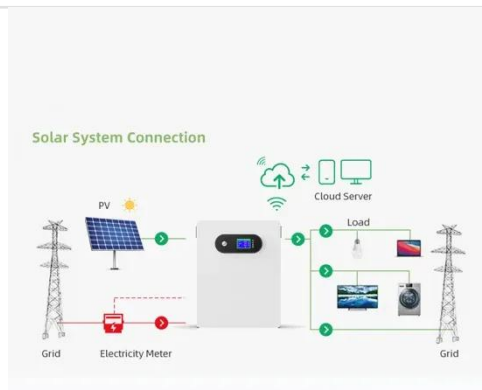 Solar System Connection
Cloud Server
PV
Load
Grid
Electricity Meter
Grid